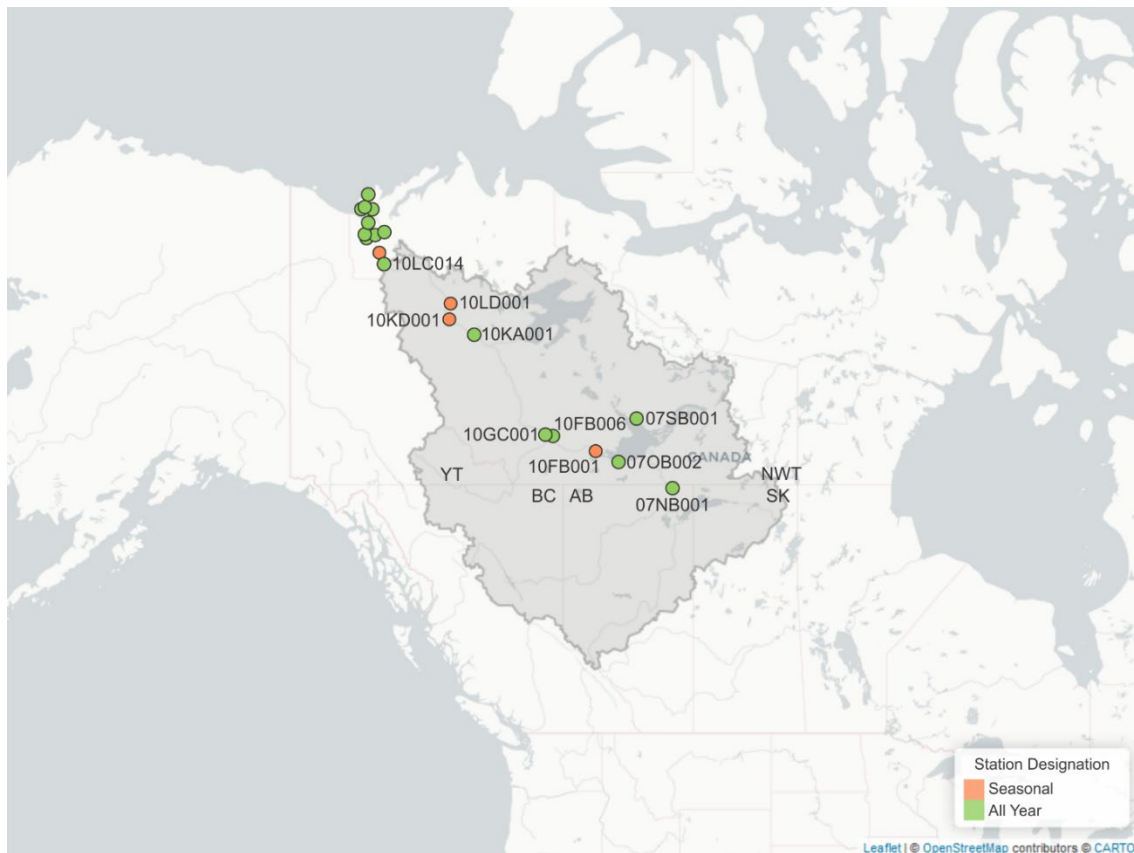 10LC014
10LD001
10KD001
10KA001
07SB001
10FB006
10GC001
10FB001
CANADA
07OB002
YT
NWT
BC AB
SK
07NB001
Station Designation
Seasonal
All Year
Leaflet | © OpenStreetMap contributors © CARTO